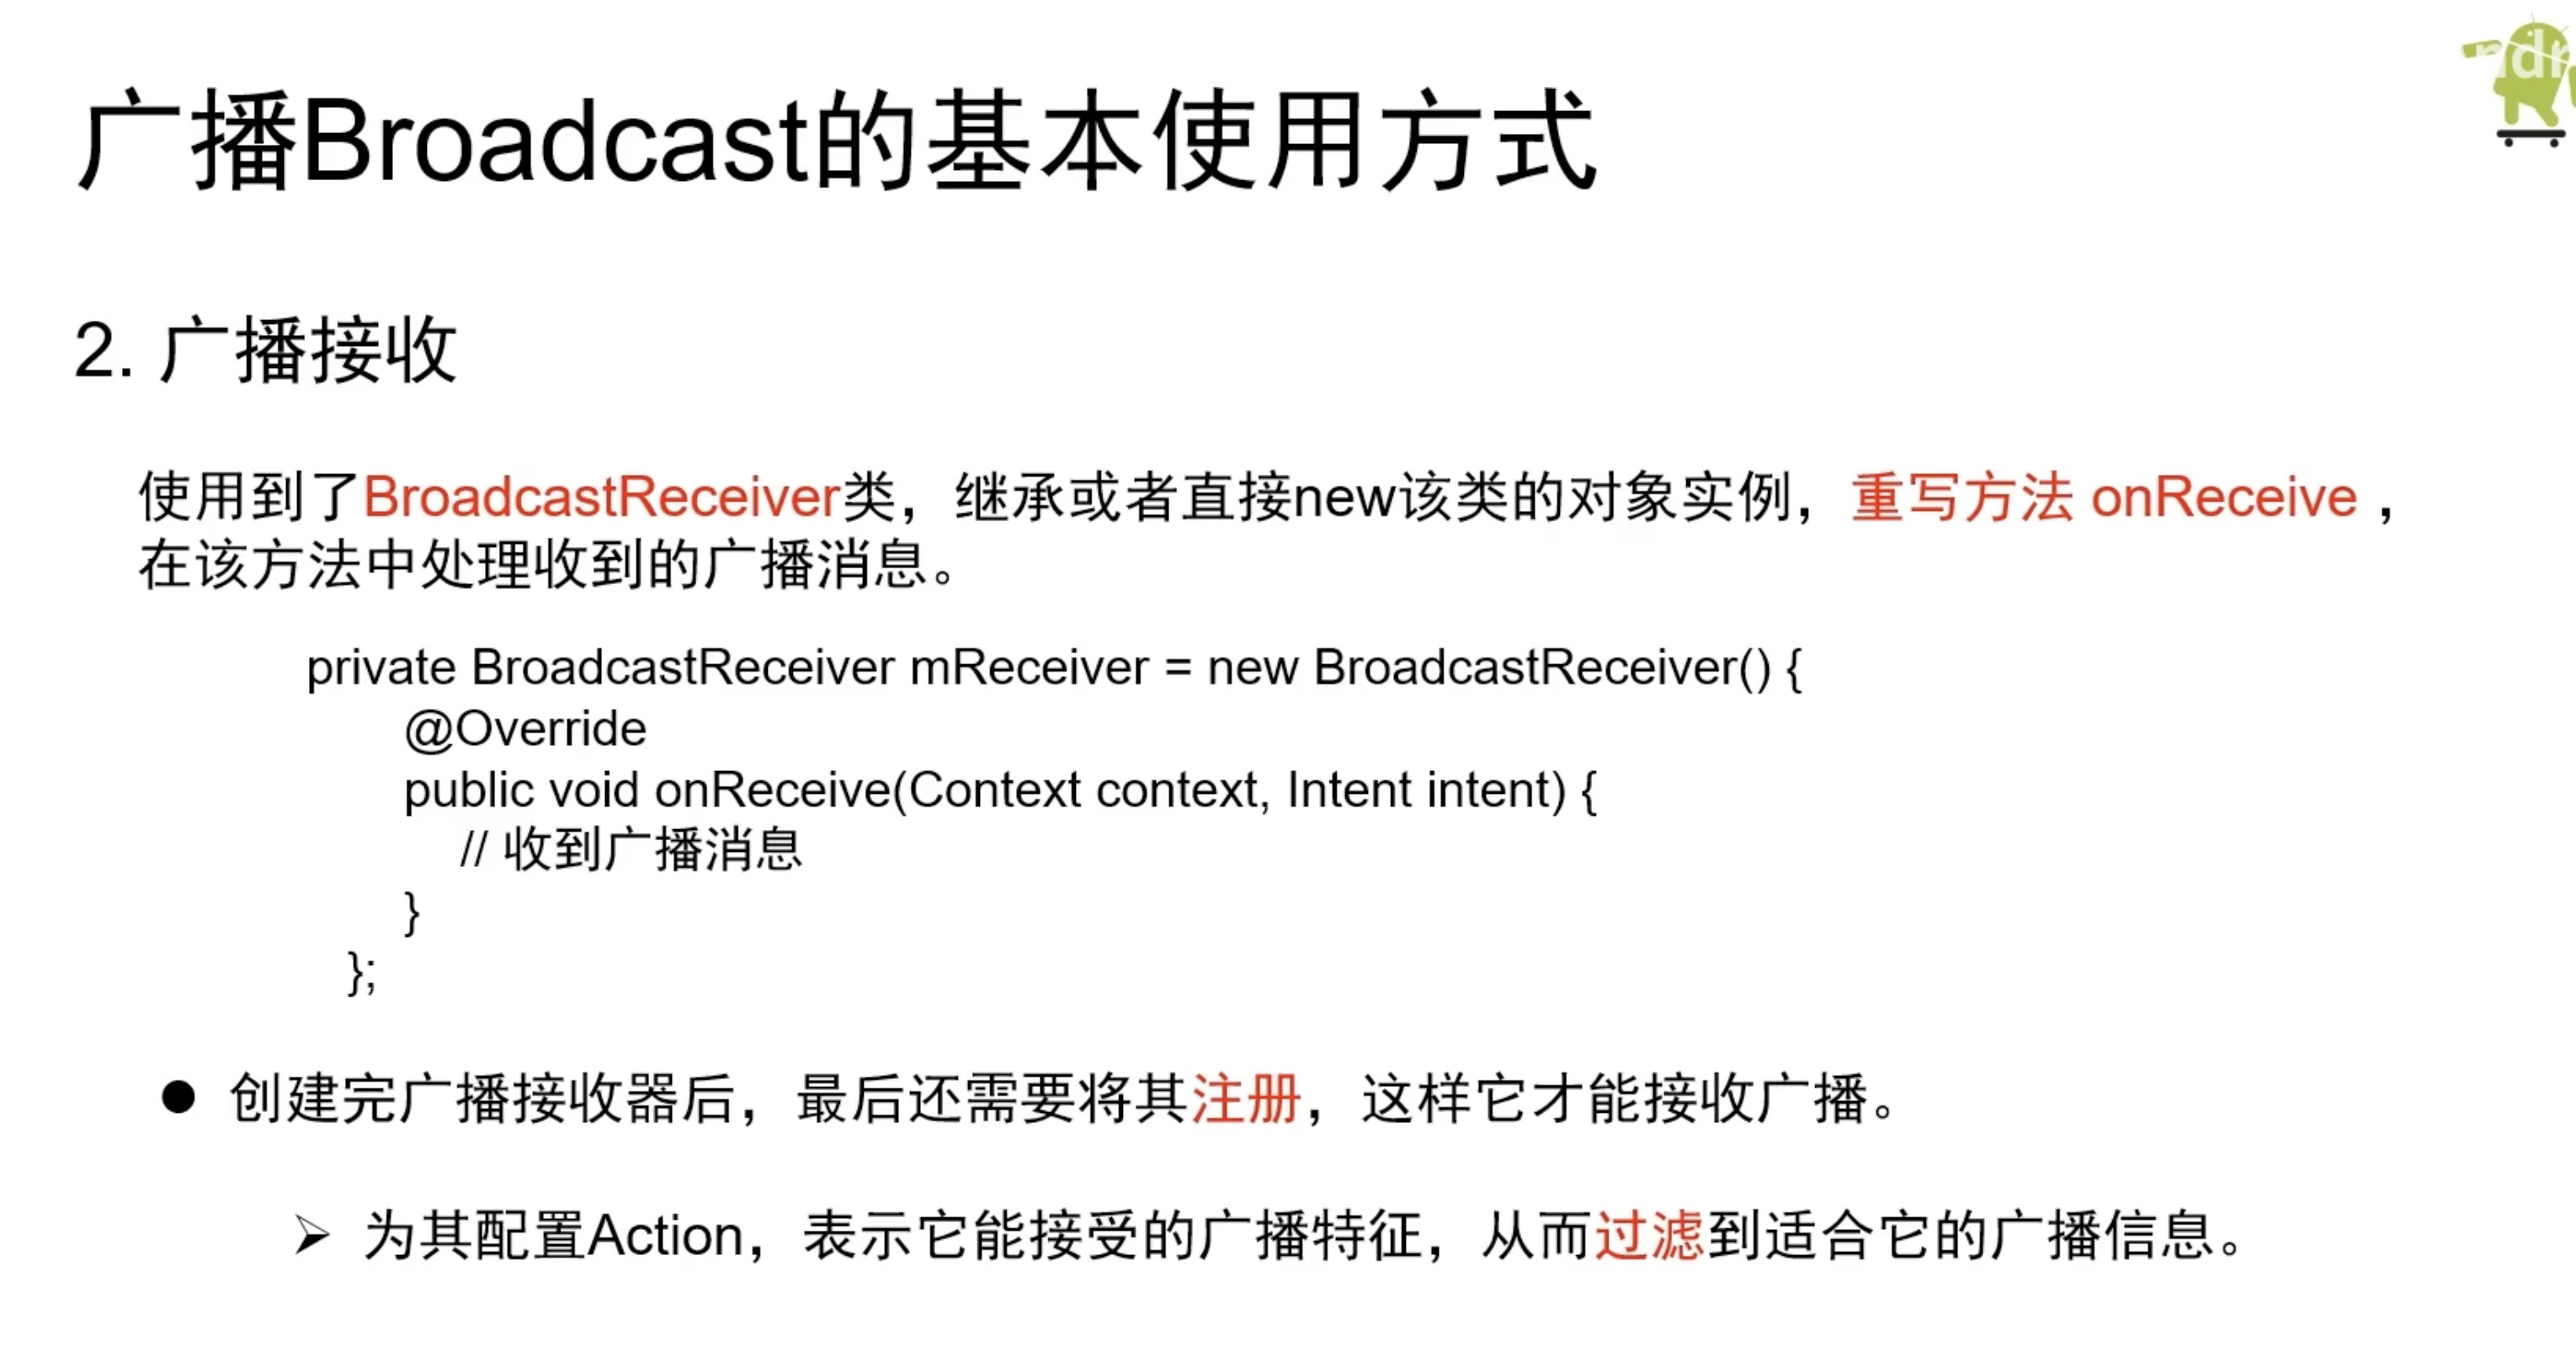 广播Broadcast的基本使用方式
2. 广播接收
使用到了BroadcastReceiver类，继承或者直接new该类的对象实例，重写方法 onReceive ，
在该方法中处理收到的广播消息。
private BroadcastReceiver mReceiver = new BroadcastReceiver() {
@Override
public void onReceive(Context context, Intent intent) {
// 收到广播消息
}
};
● 创建完广播接收器后，最后还需要将其注册，这样它才能接收广播。
➢ 为其配置Action，表示它能接受的广播特征，从而过滤到适合它的广播信息。